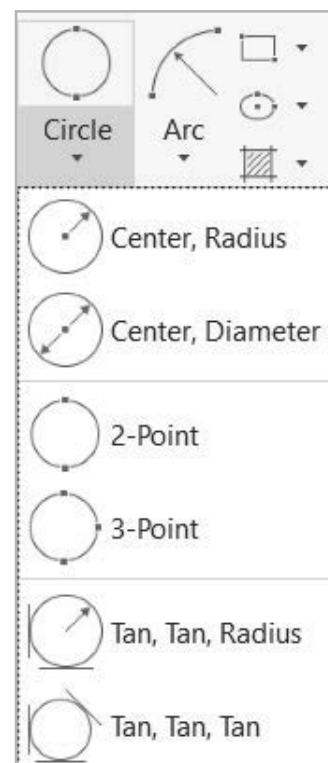 Circle
Arc
Center, Radius
Center, Diameter
2-Point
3-Point
Tan, Tan, Radius
Tan, Tan, Tan